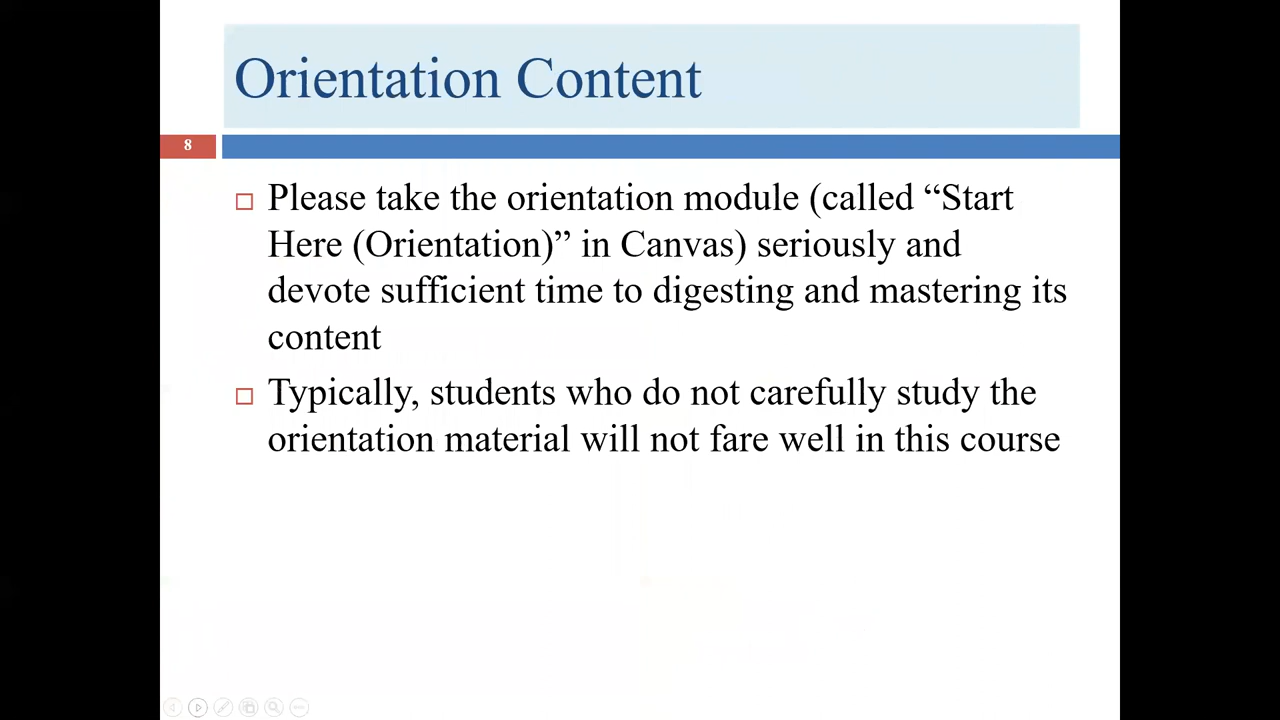 Orientation Content
8
Please take the orientation module (called “Start
Here (Orientation)” in Canvas) seriously and
devote sufficient time to digesting and mastering its
content
Typically, students who do not carefully study the
orientation material will not fare well in this course